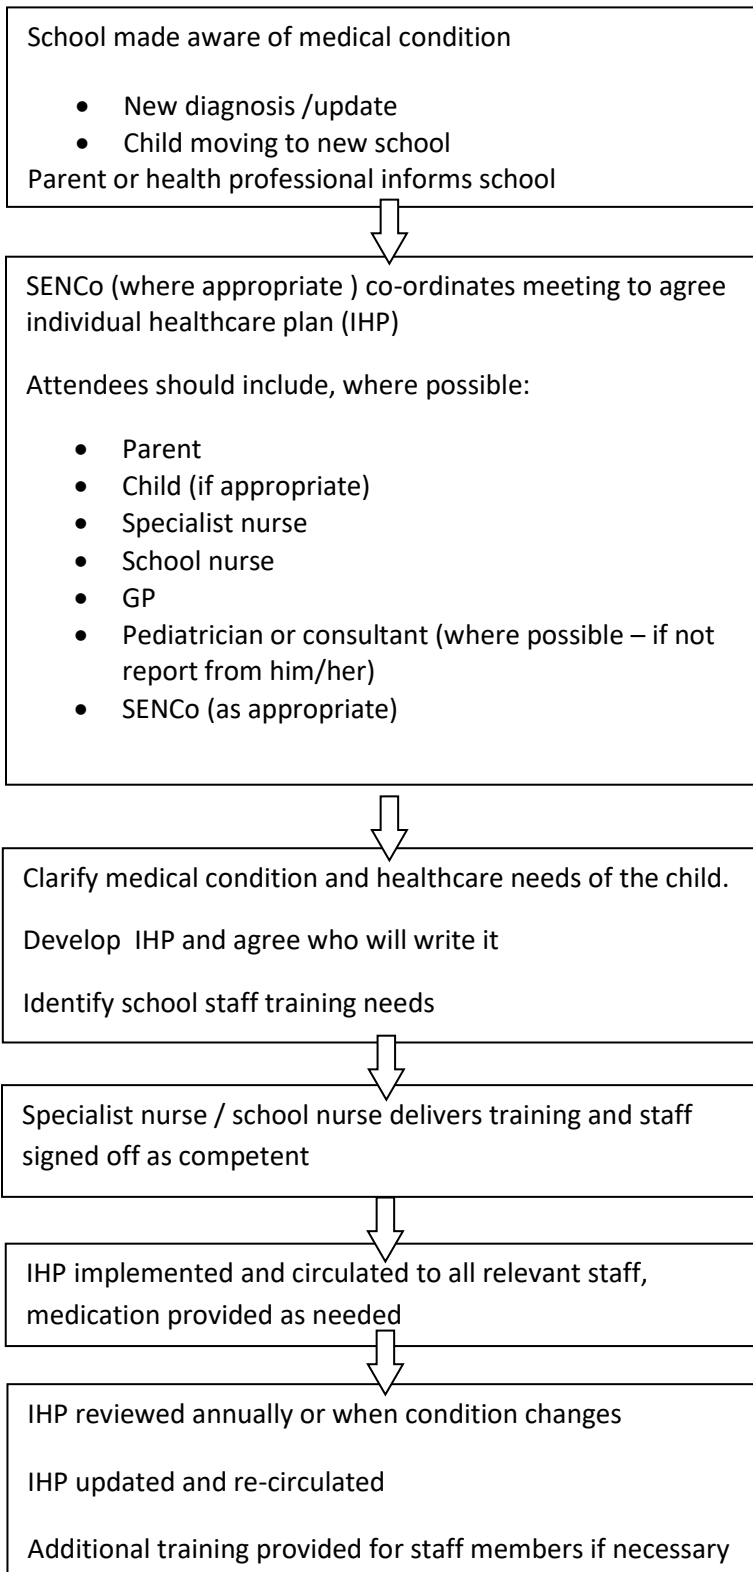 School made aware of medical condition
• New diagnosis /update
• Child moving to new school
Parent or health professional informs school
SENCo (where appropriate ) co-ordinates meeting to agree
individual healthcare plan (IHP)
Attendees should include, where possible:
• Parent
• Child (if appropriate)
• Specialist nurse
• School nurse
• GP
• Pediatrician or consultant (where possible – if not
report from him/her)
• SENCo (as appropriate)
Clarify medical condition and healthcare needs of the child.
Develop  IHP and agree who will write it
Identify school staff training needs
Specialist nurse / school nurse delivers training and staff
signed off as competent
IHP implemented and circulated to all relevant staff,
medication provided as needed
IHP reviewed annually or when condition changes
IHP updated and re-circulated
Additional training provided for staff members if necessary